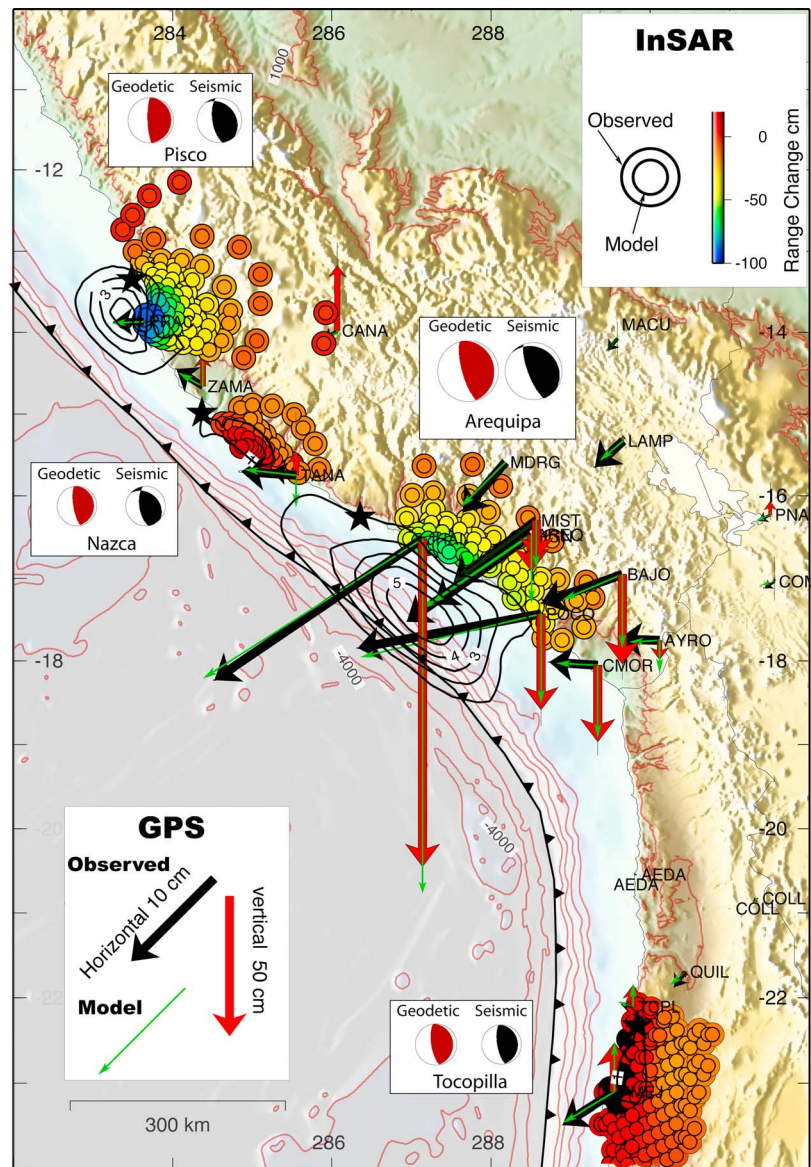 284
286
288
1000
InSAR
Observed
Model
0
-50
-100
Range Change cm
Geodetic
Seismic
Pisco
-12
3
-14
CANA
MACU
ZAMA
Geodetic
Seismic
Arequipa
LAMP
MDRG
TANA
-16
MIST
PNA
Geodetic
Seismic
Nazca
BAJO
CON
5
4
3
AYRO
CMOR
-18
-4000
GPS
Observed
Horizontal 10 cm
vertical 50 cm
Model
-20
-4000
AEDA
AEDA
COLL
COLL
QUIL
-22
-22
TCPL
Geodetic
Seismic
Tocopilla
300 km
286
288